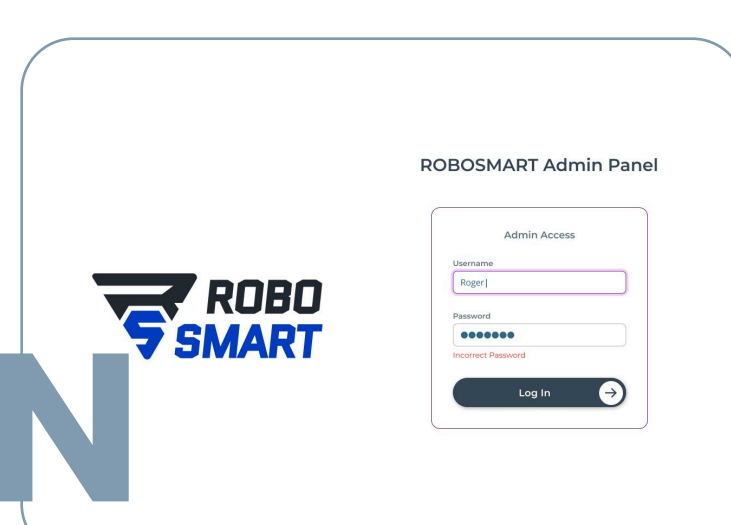 ROBOSMART Admin Panel
Admin Access
Username
Roger
Password
Incorrect Password
Log In
ROBO
SMART
N